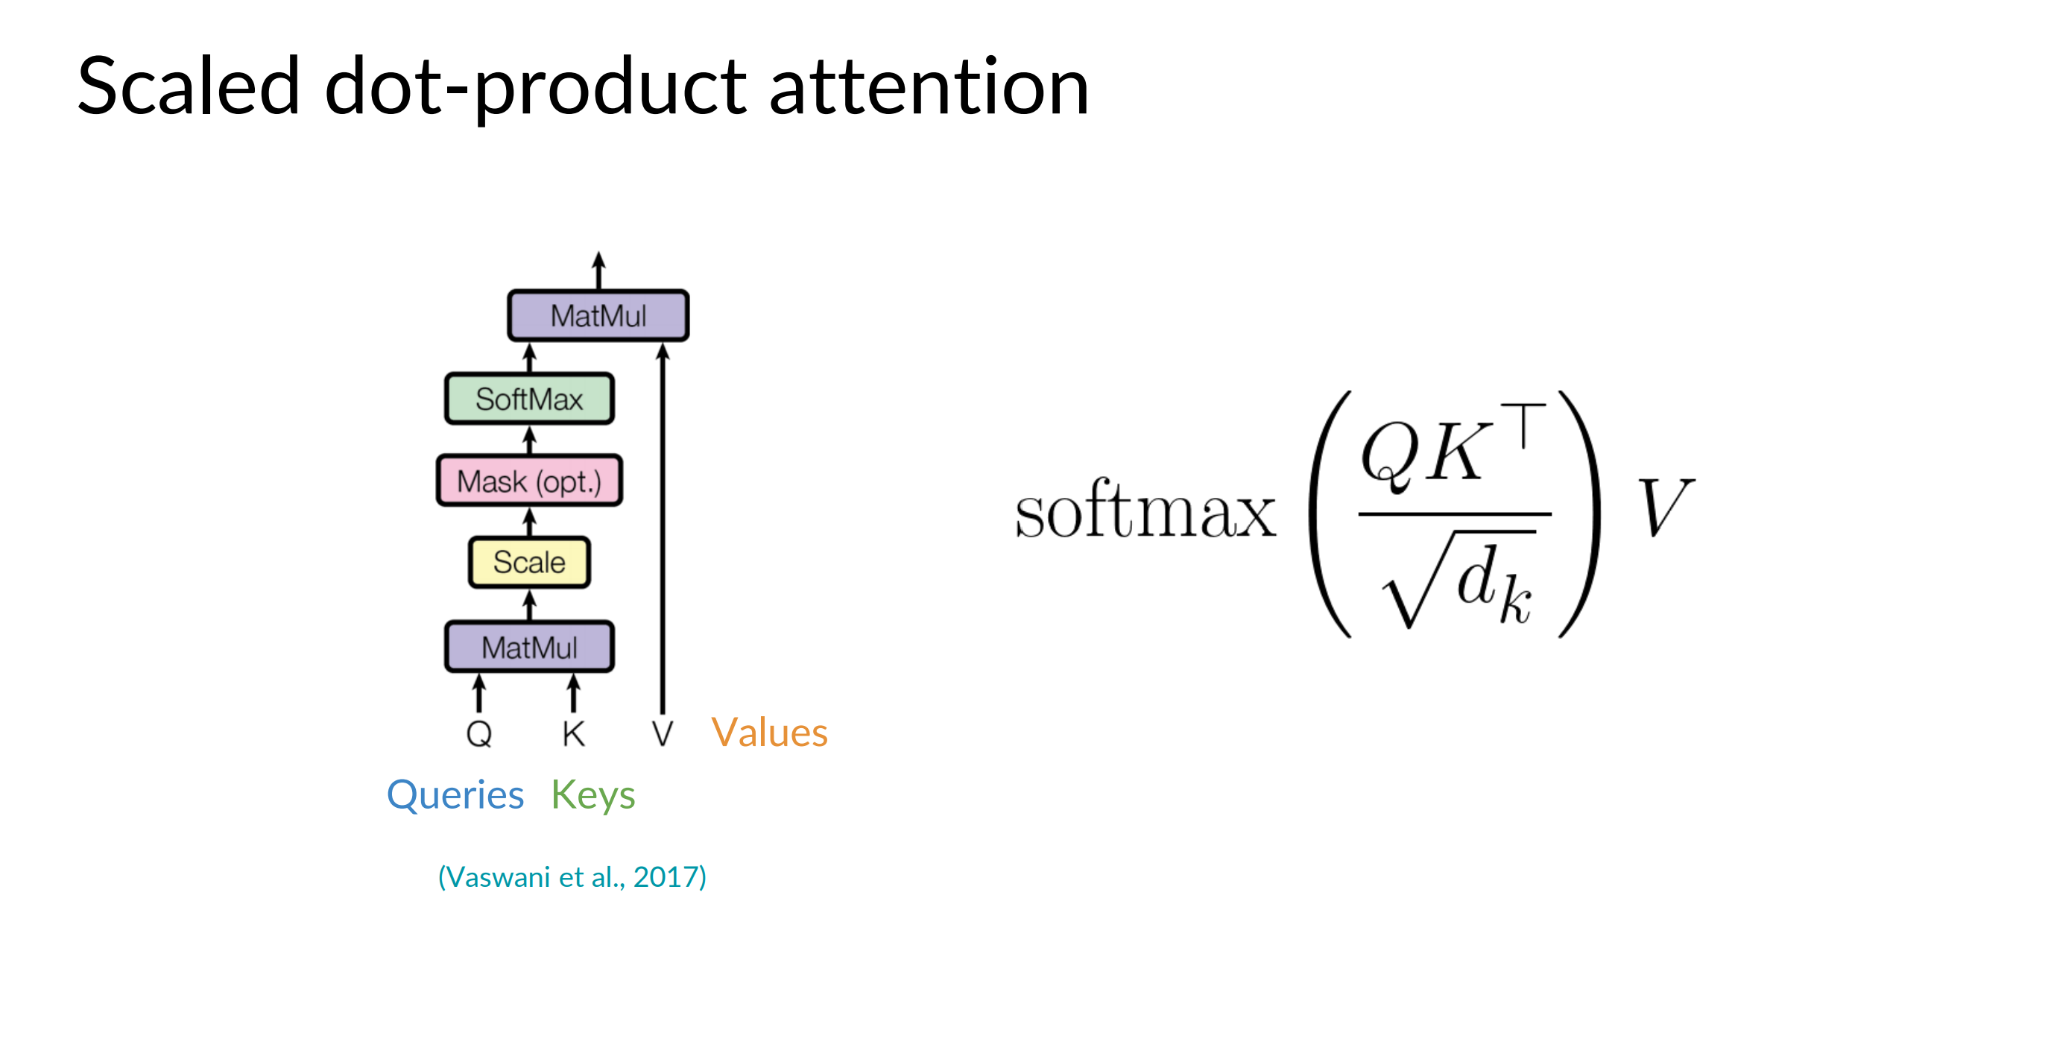 Scaled dot-product attention
MatMul
SoftMax
Mask (opt.)
Scale
MatMul
Q K V Values
Queries Keys
(Vaswani et al., 2017)
softmax (QK⊤ / √dk) V